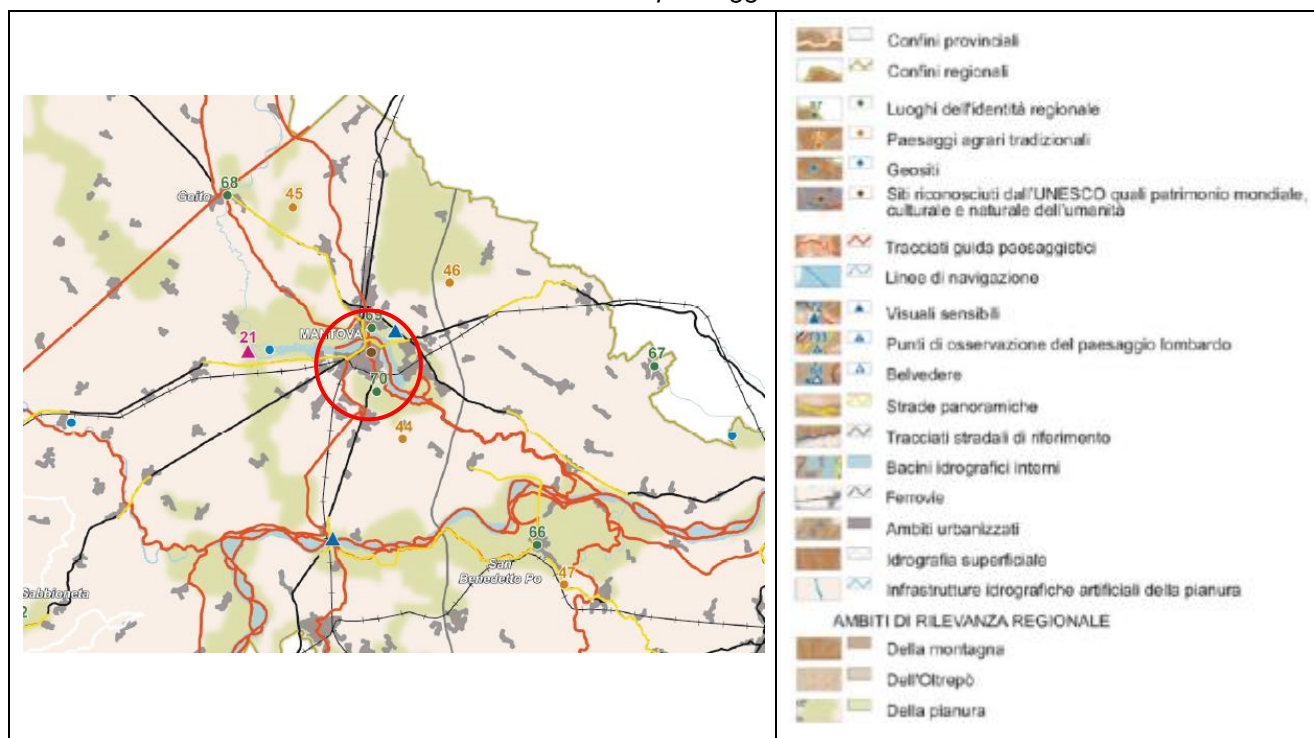 68
Goito
45
46
69
MANTOVA
21
67
70
44
66
San
Benedetto Po
47
Sabbioneta
2
Confini provinciali
Confini regionali
Luoghi dell'identità regionale
Paesaggi agrari tradizionali
Geositi
Siti riconosciuti dall'UNESCO quali patrimonio mondiale,
culturale e naturale dell'umanità
Tracciati guida paesaggistici
Linee di navigazione
Visuali sensibili
Punti di osservazione del paesaggio lombardo
Belvedere
Strade panoramiche
Tracciati stradali di riferimento
Bacini idrografici interni
Ferrovie
Ambiti urbanizzati
Idrografia superficiale
Infrastrutture idrografiche artificiali della pianura
AMBITI DI RILEVANZA REGIONALE
Della montagna
Dell'Oltrepò
Della pianura